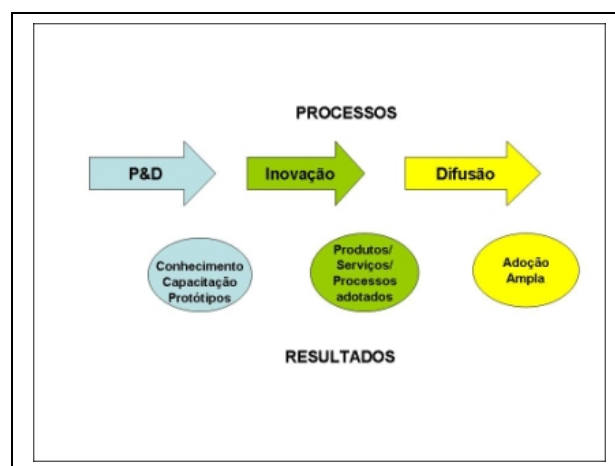 PROCESSOS
P&D
Inovação
Difusão
Conhecimento
Capacitação
Protótipos
Produtos/
Serviços/
Processos
adotados
Adoção
Ampla
RESULTADOS